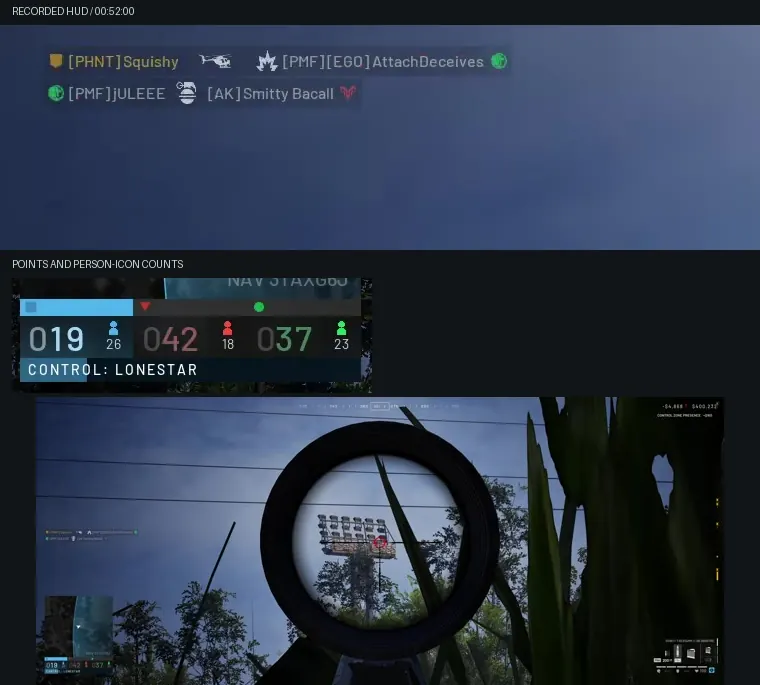 RECORDED HUD / 00:52:00
[PHNT]Squishy [PMF][EGO]AttachDeceives
[PMF]jULEEE [AK]Smitty Bacall
POINTS AND PERSON-ICON COUNTS
019 26 042 18 037 23
CONTROL: LONESTAR